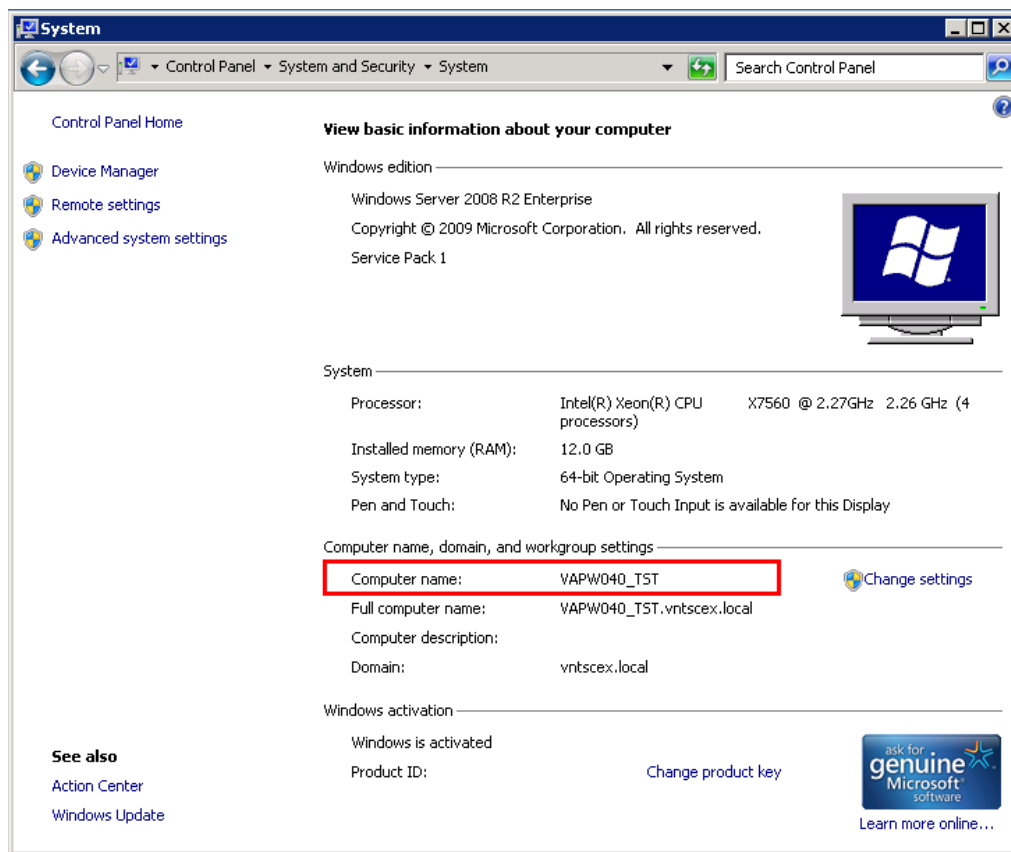 System
Control Panel System and Security System
Search Control Panel
Control Panel Home
Device Manager
Remote settings
Advanced system settings
View basic information about your computer
Windows edition
Windows Server 2008 R2 Enterprise
Copyright © 2009 Microsoft Corporation. All rights reserved.
Service Pack 1
System
Processor: Intel(R) Xeon(R) CPU X7560 @ 2.27GHz 2.26 GHz (4
processors)
Installed memory (RAM): 12.0 GB
System type: 64-bit Operating System
Pen and Touch: No Pen or Touch Input is available for this Display
Computer name, domain, and workgroup settings
Computer name: VAPW040_TST
Change settings
Full computer name: VAPW040_TST.vntscex.local
Computer description:
Domain: vntscex.local
Windows activation
Windows is activated
Product ID:
Change product key
See also
Action Center
Windows Update
ask for
genuine
Microsoft
software
Learn more online...